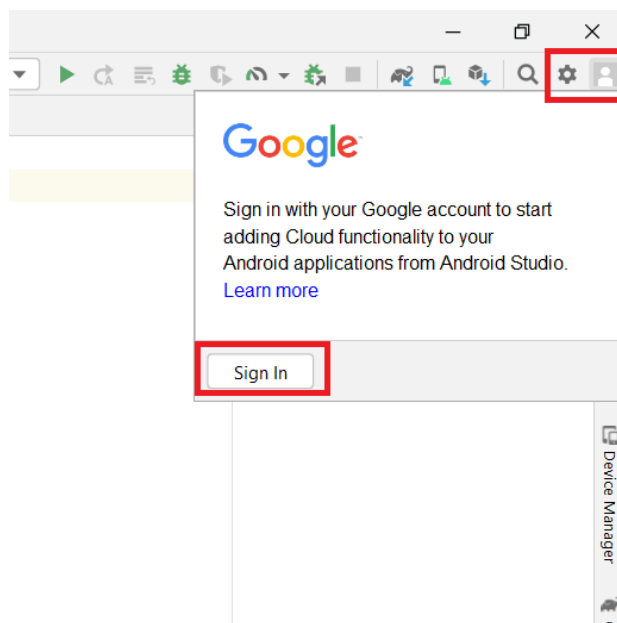 Google
Sign in with your Google account to start
adding Cloud functionality to your
Android applications from Android Studio.
Learn more
Sign In
Device Manager